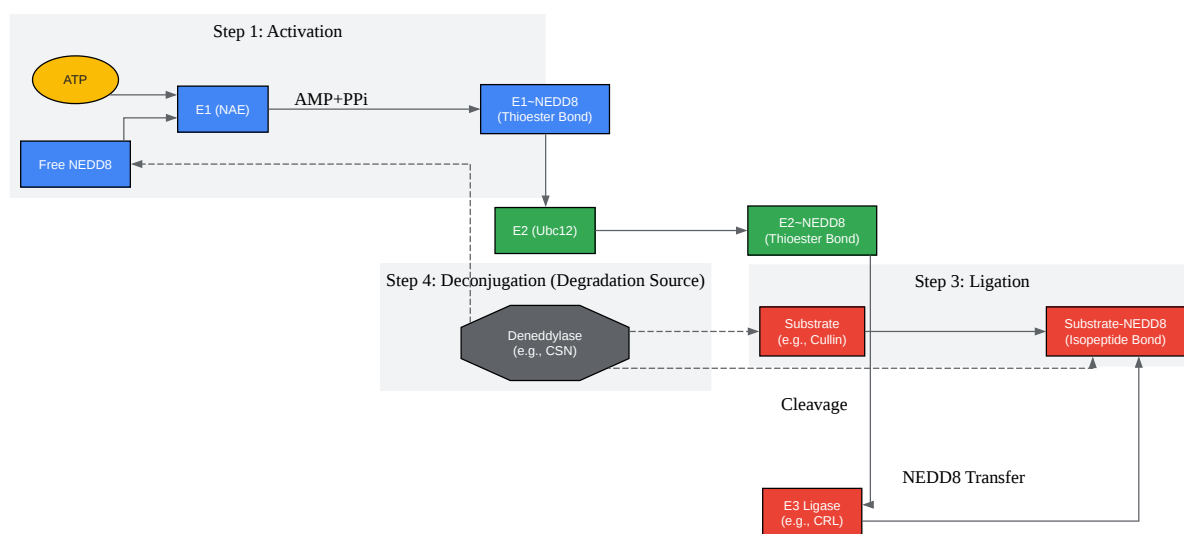 Step 1: Activation
ATP
E1 (NAE)
AMP+PPi
E1~NEDD8
(Thioester Bond)
Free NEDD8
E2 (Ubc12)
E2~NEDD8
(Thioester Bond)
Step 4: Deconjugation (Degradation Source)
Step 3: Ligation
Deneddylase
(e.g., CSN)
Substrate
(e.g., Cullin)
Substrate-NEDD8
(Isopeptide Bond)
Cleavage
NEDD8 Transfer
E3 Ligase
(e.g., CRL)